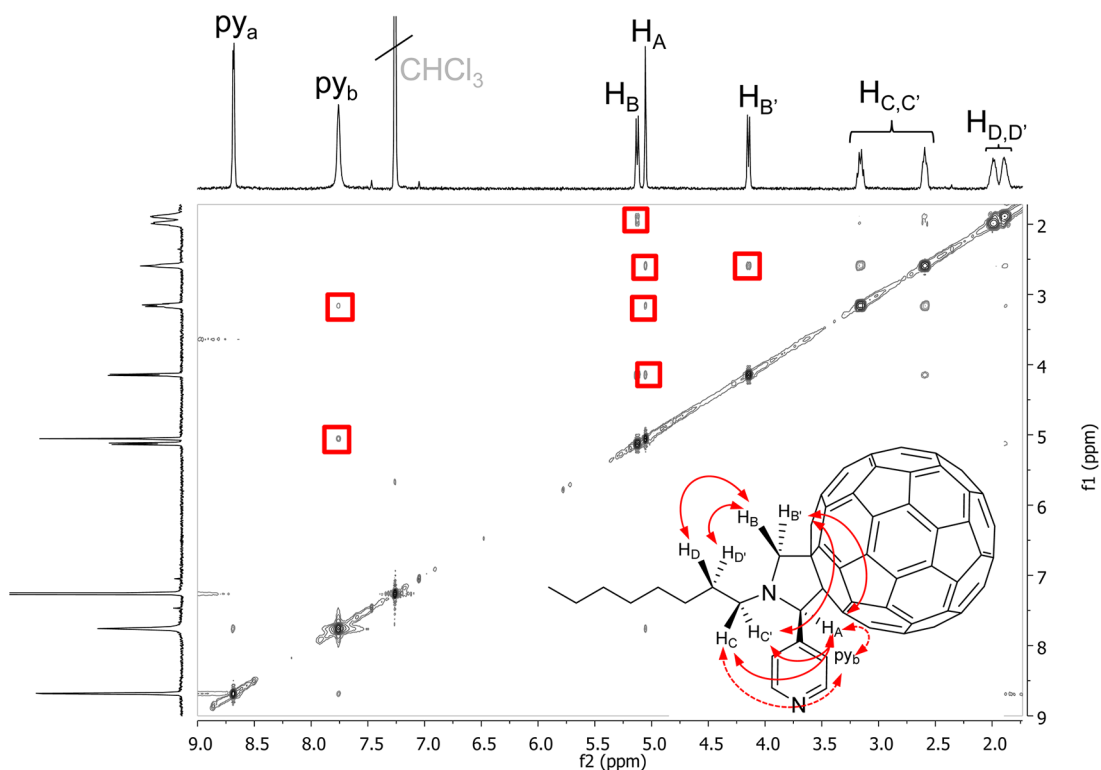 py_a
py_b
CHCl_3
H_B
H_A
H_B'
H_C,C'
H_D,D'
2
3
4
5
6
7
8
9
f1 (ppm)
H_B
H_B'
H_D
H_D'
N
H_C
H_C'
H_A
py_b
N
9.0 8.5 8.0 7.5 7.0 6.5 6.0 5.5 5.0 4.5 4.0 3.5 3.0 2.5 2.0
f2 (ppm)